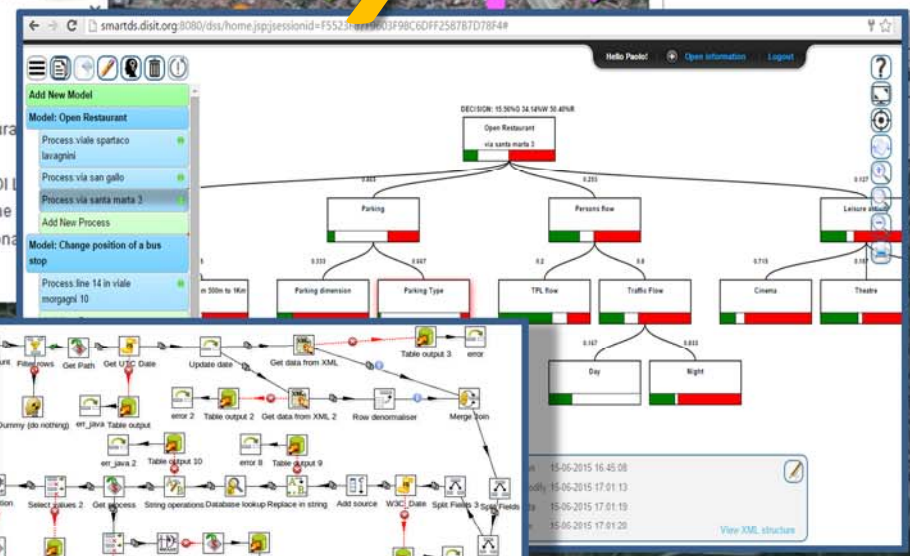 smartds.disit.org:8080/dss/home.jsp;jsessionid=
Hello Paolo! Open information Logout
Add New Model
Model: Open Restaurant
Process:viale spartaco
lavagnini
Process:via san gallo
Process:via santa marta 3
Add New Process
Model: Change position of a bus
stop
Process:line 14 in viale
morgagni 10
DECISION: 15.56%G 34.14%W 50.40%R
Open Restaurant
via santa marta 3
0.253
0.127
Parking
Persons flow
Leisure
0.333
0.667
0.2
0.8
0.715
m 500m to 1Km
Parking dimension
Parking Type
TPL flow
Traffic Flow
Cinema
Theatre
0.167
0.833
Day
Night
15-06-2015 16.45.08
15-06-2015 17.01.13
15-06-2015 17.01.19
15-06-2015 17.01.20
View XML structure
Filter rows
Get Path
Get UTC Date
Update date
Get data from XML
Table output 3
error
Dummy (do nothing)
err_java
Table output
error 2
Table output 2
Get data from XML 2
Row denormaliser
Merge Join
err_java 2
Table output 10
error 8
Table output 9
Select values 2
Get process
String operations
Database lookup
Replace in string
Add source
W3C_Date
Split Fields 3
Split Fields